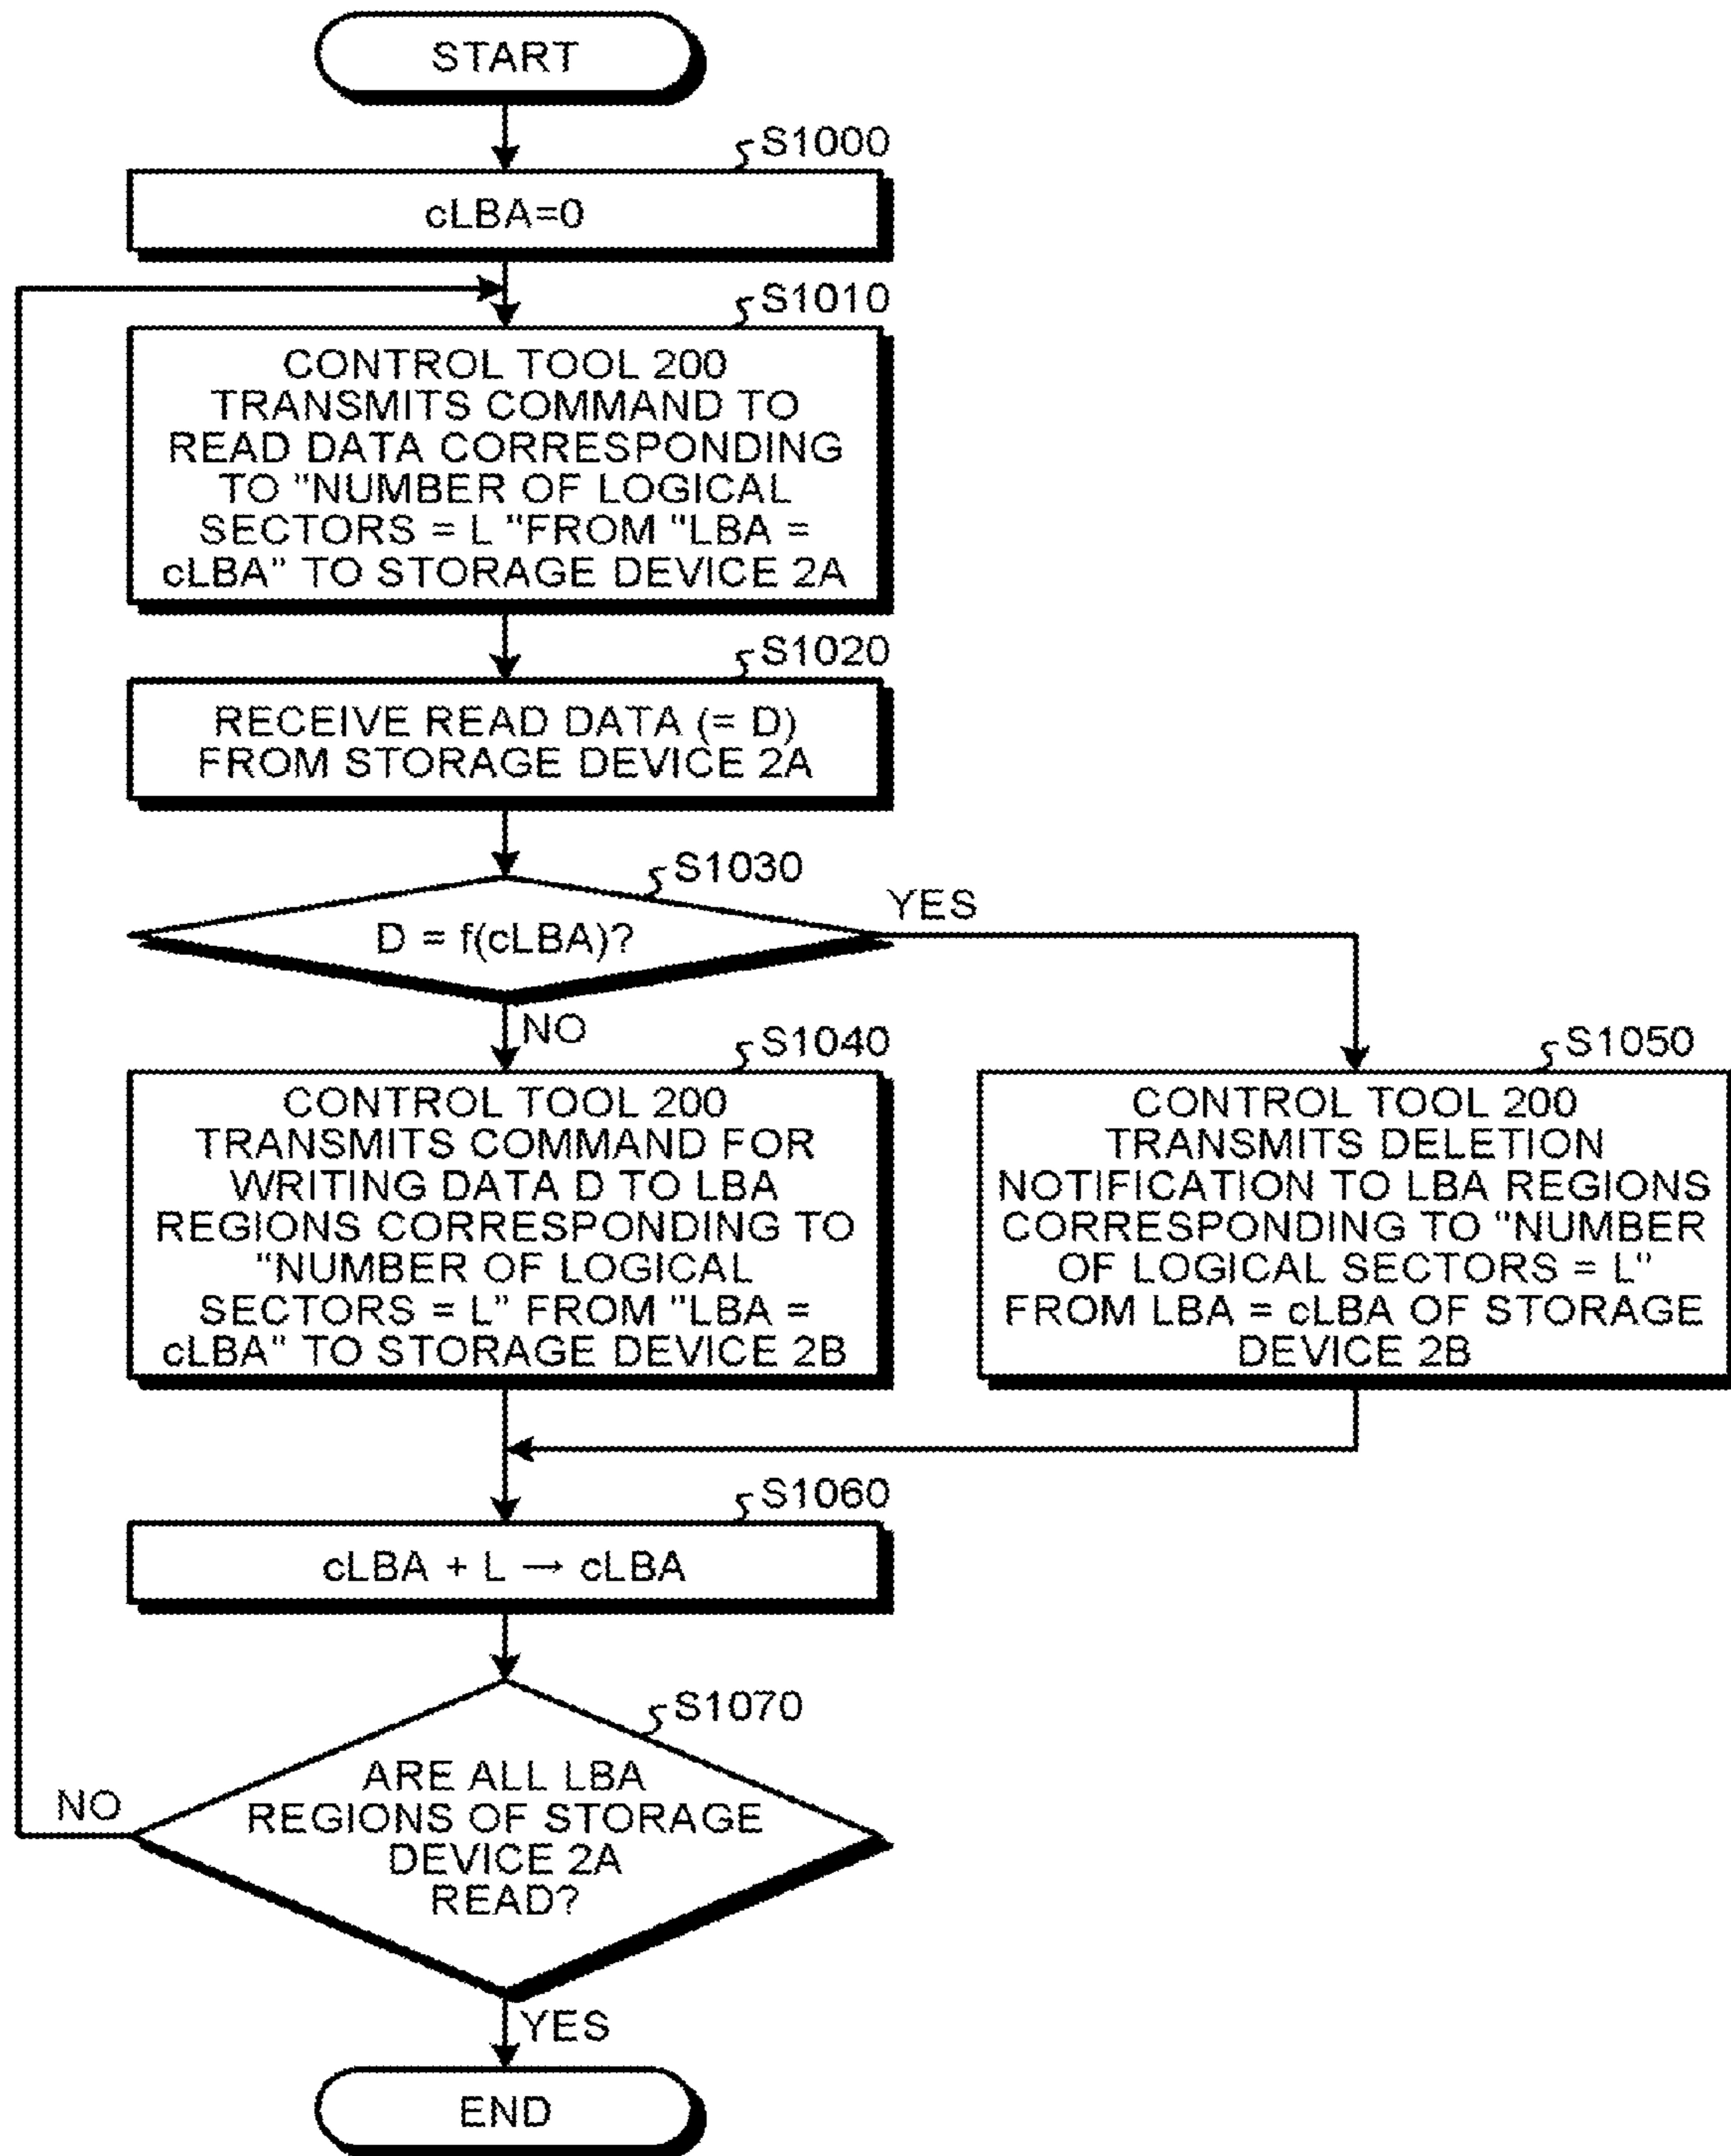 START
S1000
cLBA=0
S1010
CONTROL TOOL 200
TRANSMITS COMMAND TO
READ DATA CORRESPONDING
TO "NUMBER OF LOGICAL
SECTORS = L "FROM "LBA =
cLBA" TO STORAGE DEVICE 2A
S1020
RECEIVE READ DATA (= D)
FROM STORAGE DEVICE 2A
S1030
D = f(cLBA)?
YES
NO
S1040
CONTROL TOOL 200
TRANSMITS COMMAND FOR
WRITING DATA D TO LBA
REGIONS CORRESPONDING TO
"NUMBER OF LOGICAL
SECTORS = L" FROM "LBA =
cLBA" TO STORAGE DEVICE 2B
S1050
CONTROL TOOL 200
TRANSMITS DELETION
NOTIFICATION TO LBA REGIONS
CORRESPONDING TO "NUMBER
OF LOGICAL SECTORS = L"
FROM LBA = cLBA OF STORAGE
DEVICE 2B
S1060
cLBA + L → cLBA
S1070
ARE ALL LBA
REGIONS OF STORAGE
DEVICE 2A
READ?
NO
YES
END